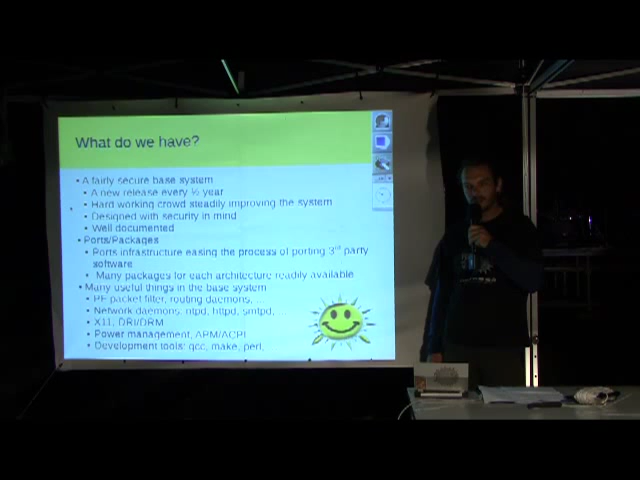 What do we have?
• A fairly secure base system
• A new release every ½ year
• Hard working crowd steadily improving the system
• Designed with security in mind
• Well documented
• Ports/Packages
• Ports infrastructure easing the process of porting 3rd party
software
• Many packages for each architecture readily available
• Many useful things in the base system
• PF packet filter, routing daemons, ...
• Network daemons: ntpd, httpd, smtpd, ...
• X11, DRI/DRM
• Power management, APM/ACPI
• Development tools: gcc, make, perl,